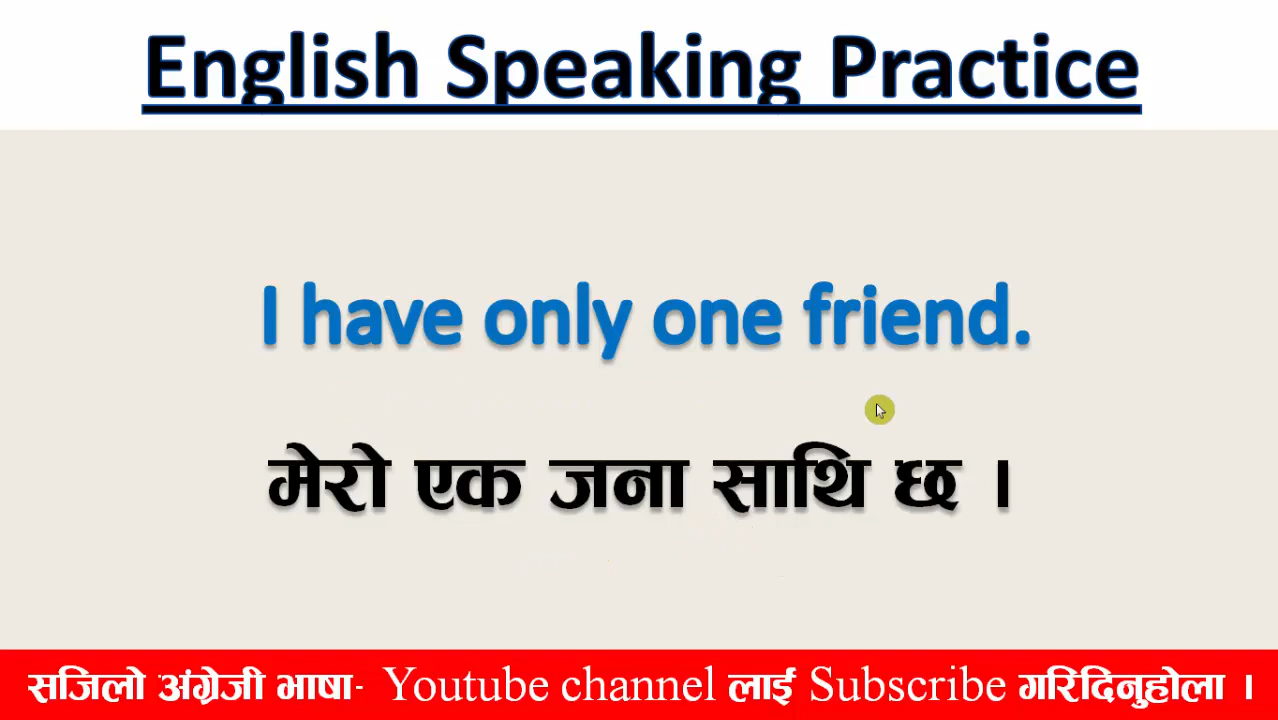 English Speaking Practice
I have only one friend.
मेरो एक जना साथि छ ।
सजिलो अंग्रेजी भाषा- Youtube channel लाई Subscribe गरिदिनुहोला ।